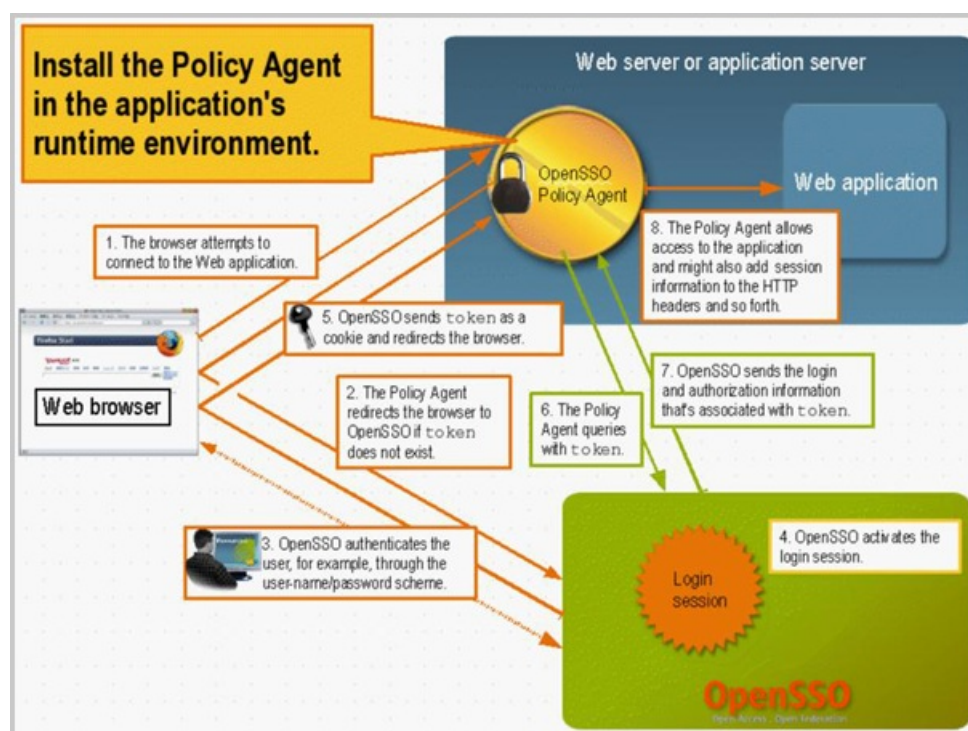 Install the Policy Agent
in the application's
runtime environment.
Web server or application server
OpenSSO
Policy Agent
Web application
1. The browser attempts to
connect to the Web application.
8. The Policy Agent allows
access to the application
and might also add session
information to the HTTP
headers and so forth.
5. OpenSSO sends token as a
cookie and redirects the browser.
Web browser
2. The Policy Agent
redirects the browser to
OpenSSO if token
does not exist.
6. The Policy
Agent queries
with token.
7. OpenSSO sends the login
and authorization information
that's associated with token.
3. OpenSSO authenticates the
user, for example, through the
user-name/password scheme.
4. OpenSSO activates the
login session.
Login
session
OpenSSO
Open Access . Open Federation